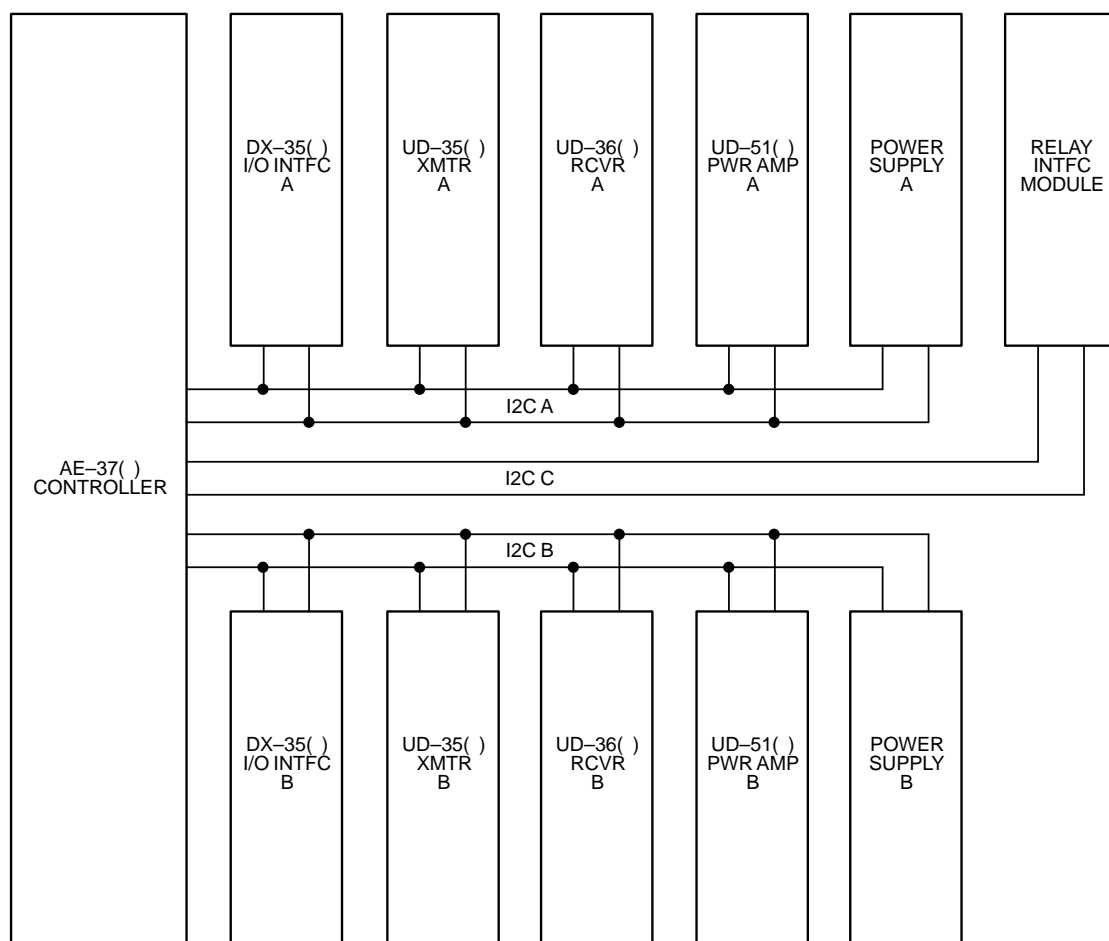 DX–35( )
I/O INTFC
A
UD–35( )
XMTR
A
UD–36( )
RCVR
A
UD–51( )
PWR AMP
A
POWER
SUPPLY
A
RELAY
INTFC
MODULE
I2C A
AE–37( )
CONTROLLER
I2C C
I2C B
DX–35( )
I/O INTFC
B
UD–35( )
XMTR
B
UD–36( )
RCVR
B
UD–51( )
PWR AMP
B
POWER
SUPPLY
B